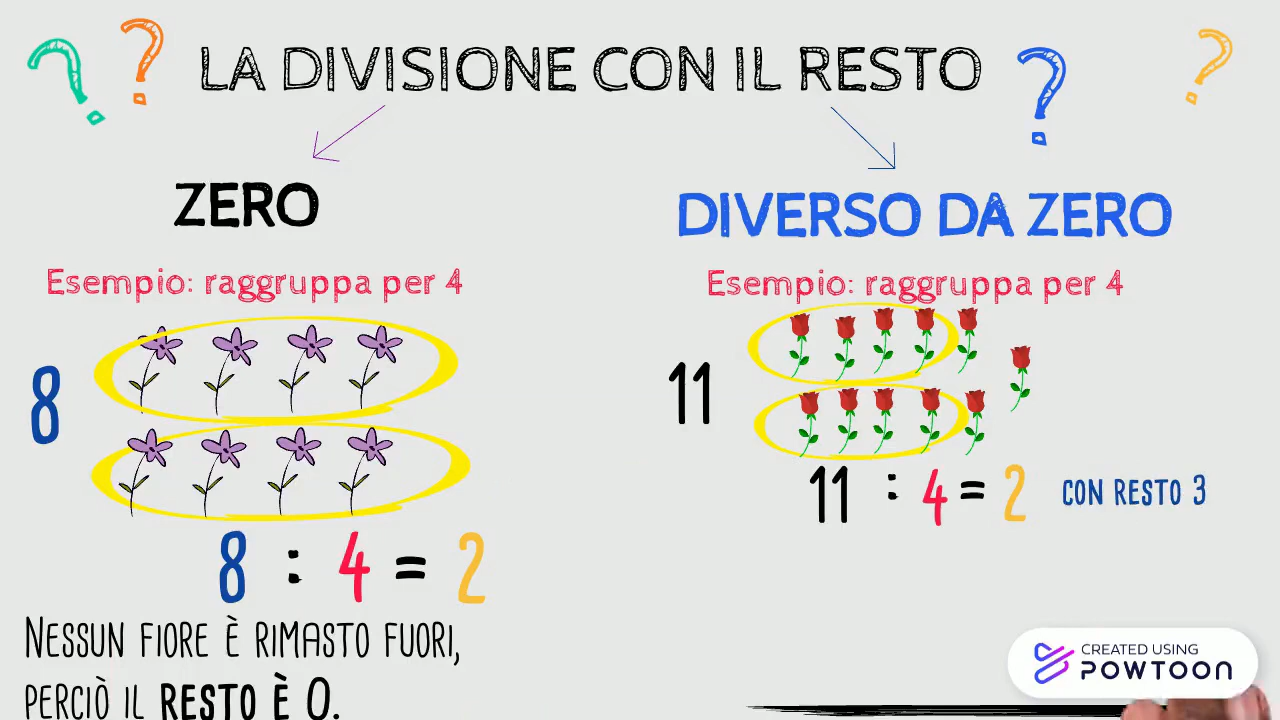 LA DIVISIONE CON IL RESTO
ZERO
Esempio: raggruppa per 4
8
8 : 4 = 2
NESSUN FIORE È RIMASTO FUORI,
PERCIÒ IL RESTO È 0.
DIVERSO DA ZERO
Esempio: raggruppa per 4
11
11 : 4 = 2 CON RESTO 3
CREATED USING
POWTOON